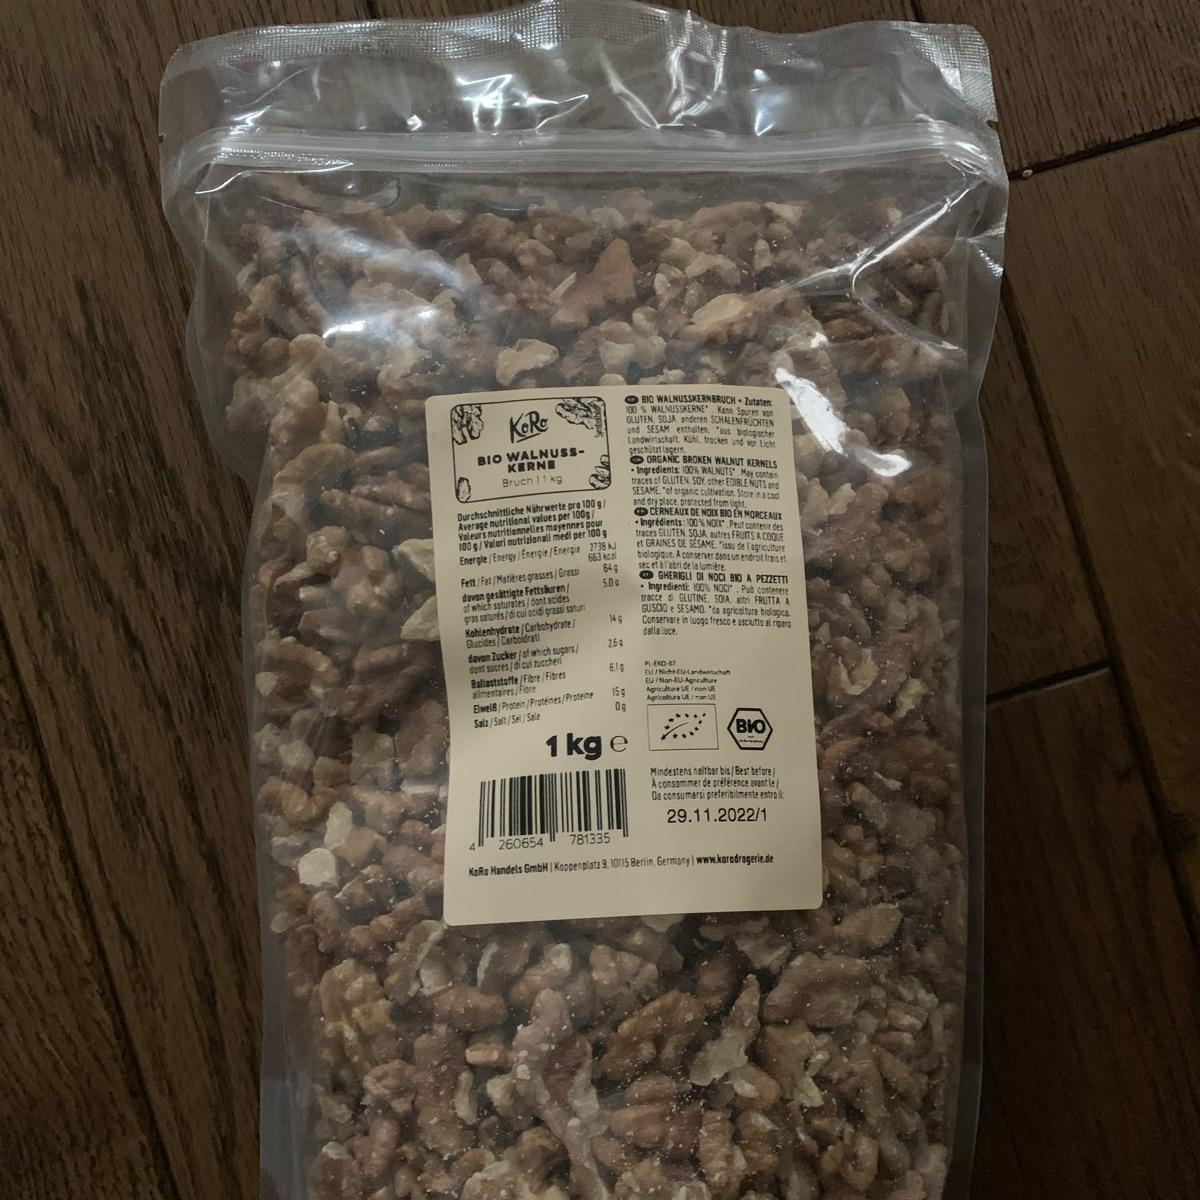 KoRo
Symbolbild
BIO WALNUSS-
KERNE
Bruch | 1 kg
Durchschnittliche Nährwerte pro 100 g /
Average nutritional values per 100g /
Valeurs nutritionnelles moyennes pour
100 g / Valori nutrizionali medi per 100 g
Energie / Energy / Énergie / Energia 2738 kJ
663 kcal
Fett / Fat / Matières grasses / Grassi 64 g
davon gesättigte Fettsäuren / 5.0 g
of which saturates / dont acides
gras saturés / di cui acidi grassi saturi
Kohlenhydrate / Carbohydrate / 14 g
Glucides / Carboidrati
davon Zucker / of which sugars / 2.6 g
dont sucres / di cui zuccheri
Ballaststoffe / Fibre / Fibres 6.1 g
alimentaires / Fibre
Eiweiß / Protein / Protéines / Proteine 15 g
Salz / Salt / Sel / Sale 0 g
1 kg e
4 260654 781335
BIO WALNUSSKERNBRUCH • Zutaten:
100 % WALNUSSKERNE*. Kann Spuren von
GLUTEN, SOJA, anderen SCHALENFRÜCHTEN
und SESAM enthalten. *aus biologischer
Landwirtschaft. Kühl, trocken und vor Licht
geschützt lagern.
ORGANIC BROKEN WALNUT KERNELS
• Ingredients: 100% WALNUTS*. May contain
traces of GLUTEN, SOY, other EDIBLE NUTS and
SESAME. *of organic cultivation. Store in a cool
and dry place, protected from light.
CERNEAUX DE NOIX BIO EN MORCEAUX
• Ingrédients: 100 % NOIX*. Peut contenir des
traces GLUTEN, SOJA, autres FRUITS A COQUE
et GRAINES DE SÉSAME. *issu de l'agriculture
biologique. A conserver dans un endroit frais et
sec et à l'abri de la lumière.
GHERIGLI DI NOCI BIO A PEZZETTI
• Ingredienti: 100% NOCI*. Può contenere
tracce di GLUTINE, SOIA, altri FRUTTA A
GUSCIO e SESAMO. *da agricoltura biologica.
Conservare in luogo fresco e asciutto al riparo
dalla luce.
PL-EKO-07
EU / Nicht-EU-Landwirtschaft
EU / Non-EU-Agriculture
Agriculture UE / non UE
Agricoltura UE / non UE
BIO
Mindestens haltbar bis / Best before /
À consommer de préférence avant le /
Da consumarsi preferibilmente entro il:
29.11.2022/1
KoRo Handels GmbH | Koppenplatz 9, 10115 Berlin, Germany | www.korodrogerie.de